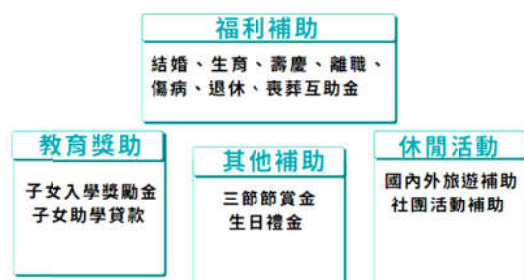 福利補助
結婚、生育、壽慶、離職、
傷病、退休、喪葬互助金
教育獎助
子女入學獎勵金
子女助學貸款
其他補助
三節節賞金
生日禮金
休閒活動
國內外旅遊補助
社團活動補助